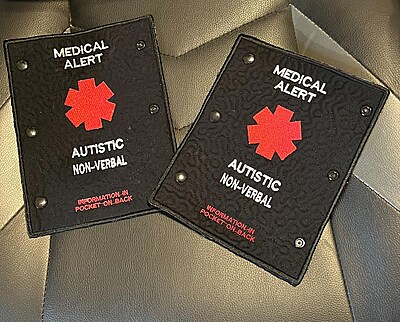 MEDICAL
ALERT
AUTISTIC
NON-VERBAL
INFORMATION IN
POCKET ON BACK
MEDICAL
ALERT
AUTISTIC
NON-VERBAL
INFORMATION IN
POCKET ON BACK